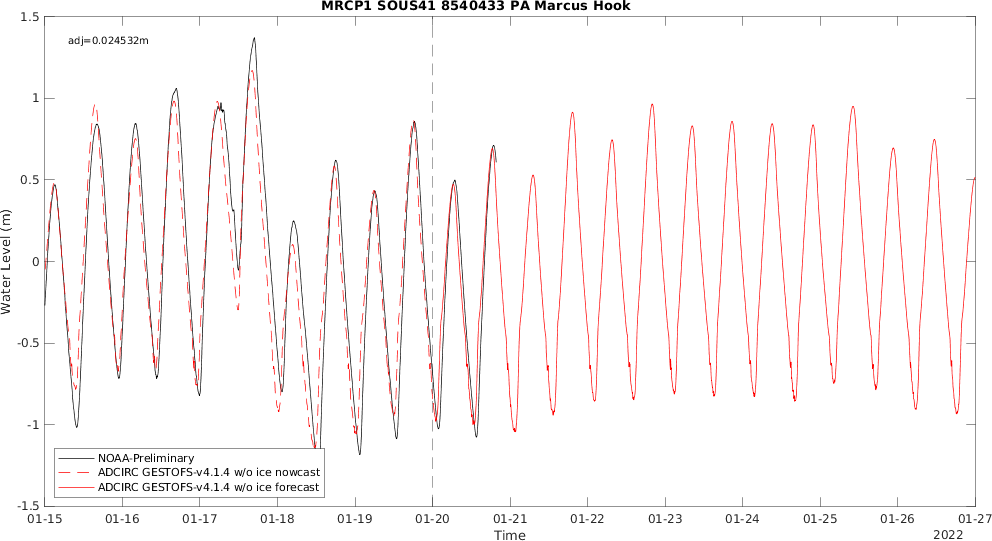 MRCP1 SOUS41 8540433 PA Marcus Hook
adj=0.024532m
1.5
1
0.5
0
-0.5
-1
-1.5
Water Level (m)
NOAA-Preliminary
ADCIRC GESTOFS-v4.1.4 w/o ice nowcast
ADCIRC GESTOFS-v4.1.4 w/o ice forecast
01-15 01-16 01-17 01-18 01-19 01-20 01-21 01-22 01-23 01-24 01-25 01-26 01-27
Time
2022